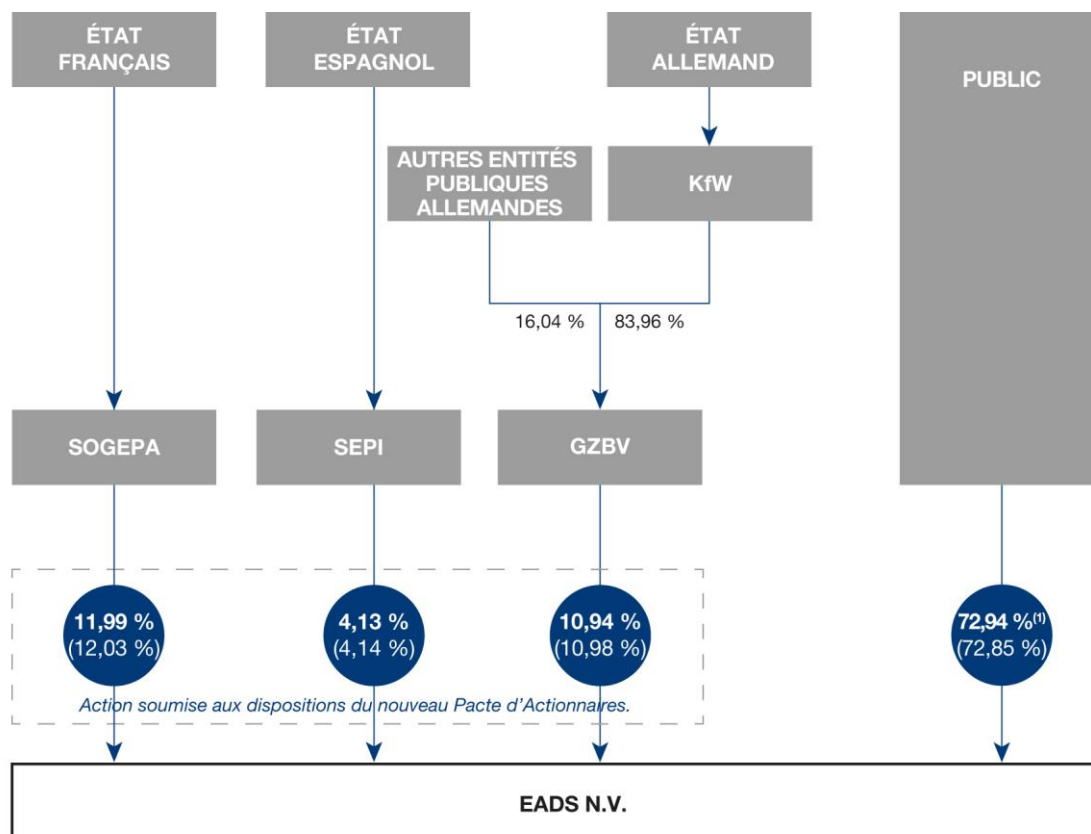 ÉTAT
FRANÇAIS
ÉTAT
ESPAGNOL
ÉTAT
ALLEMAND
PUBLIC
AUTRES ENTITÉS
PUBLIQUES
ALLEMANDES
KfW
16,04 %
83,96 %
SOGEPA
SEPI
GZBV
11,99 %
(12,03 %)
4,13 %
(4,14 %)
10,94 %
(10,98 %)
72,94 %(1)
(72,85 %)
Action soumise aux dispositions du nouveau Pacte d'Actionnaires.
EADS N.V.